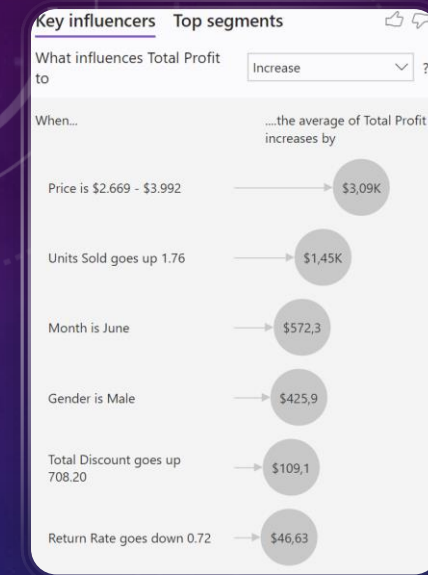 Key influencers Top segments
What influences Total Profit
to
Increase
?
When...
....the average of Total Profit
increases by
Price is $2.669 - $3.992
$3,09K
Units Sold goes up 1.76
$1,45K
Month is June
$572,3
Gender is Male
$425,9
Total Discount goes up
708.20
$109,1
Return Rate goes down 0.72
$46,63